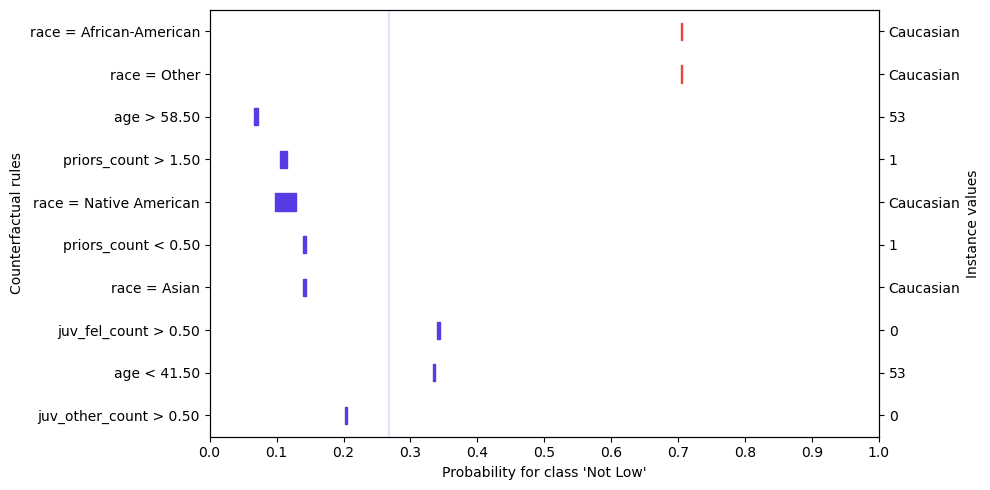 race = African-American Caucasian
race = Other Caucasian
age > 58.50 53
priors_count > 1.50 1
race = Native American Caucasian
priors_count < 0.50 1
race = Asian Caucasian
juv_fel_count > 0.50 0
age < 41.50 53
juv_other_count > 0.50 0
Counterfactual rules
Instance values
0.0 0.1 0.2 0.3 0.4 0.5 0.6 0.7 0.8 0.9 1.0
Probability for class 'Not Low'